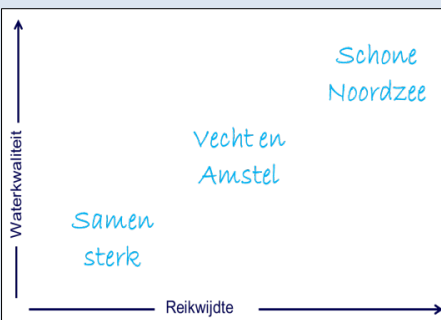 Schone
Noordzee
Vecht en
Amstel
Samen
sterk
Waterkwaliteit
Reikwijdte